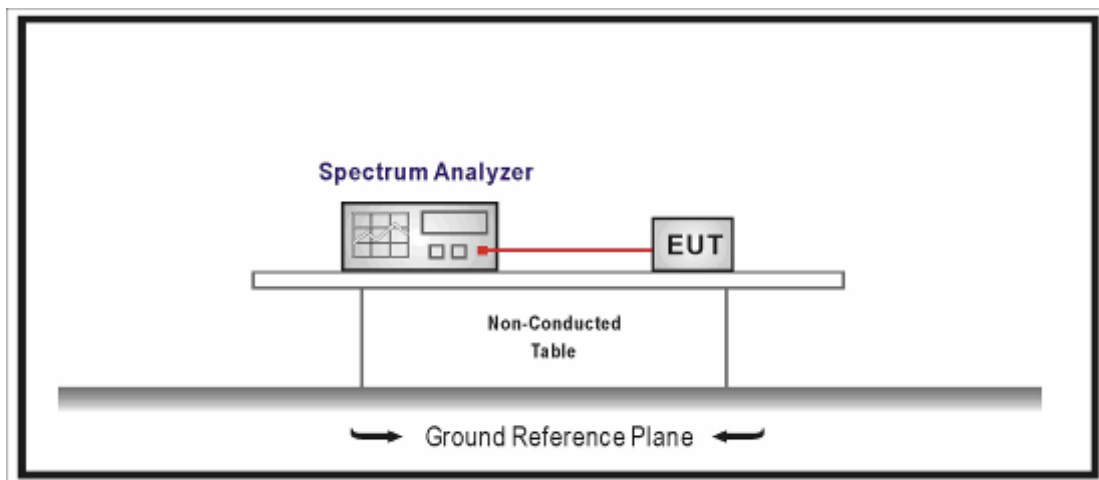 Spectrum Analyzer
EUT
Non-Conducted
Table
Ground Reference Plane